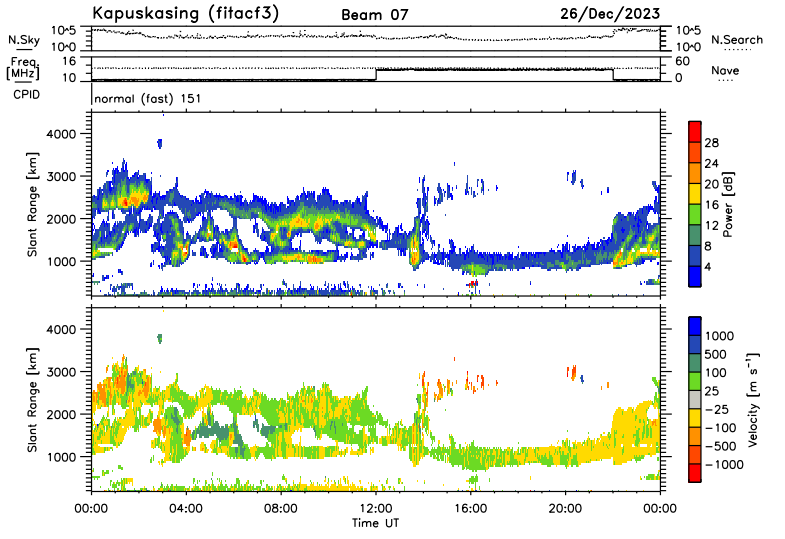 Kapuskasing (fitacf3) Beam 07 26/Dec/2023
N.Sky 10^5 10^0 10^5 10^0 N.Search
Freq. [MHz] 16 10 60 0 Nave
CPID normal (fast) 151
Slant Range [km] 4000 3000 2000 1000
28 24 20 16 12 8 4 Power [dB]
Slant Range [km] 4000 3000 2000 1000
1000 500 100 25 −25 −100 −500 −1000 Velocity [m s⁻¹]
00:00 04:00 08:00 12:00 16:00 20:00 00:00
Time UT